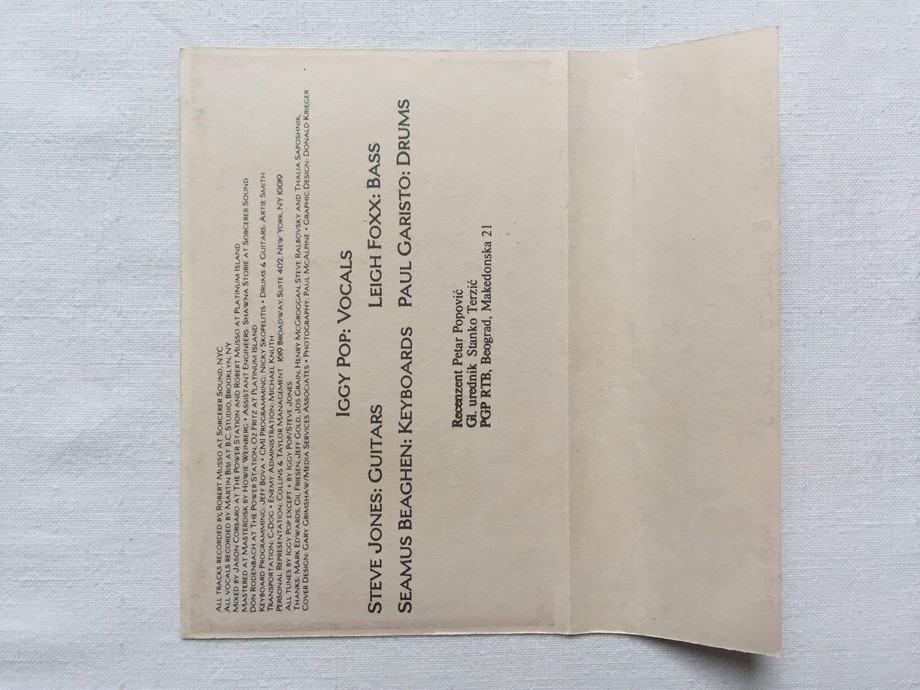 ALL TRACKS RECORDED BY, ROBERT MUSSO AT SORCERER SOUND, NYC
ALL VOCALS RECORDED BY MARTIN BISI AT B.C. STUDIO, BROOKLYN, NY
MIXED BY JASON CORSARO AT THE POWER STATION AND ROBERT MUSSO AT PLATINUM ISLAND
MASTERED AT MASTERDISK BY HOWIE WEINBERG • ASSISTANT ENGINEERS: SHAWNA STOBIE AT SORCERER SOUND
DON RODENBACH AT THE POWER STATION, OZ FRITZ AT PLATINUM ISLAND
KEYBOARD PROGRAMMING: JEFF BOVA • CMI PROGRAMMING: NICKY SKOPELITIS • DRUMS & GUITARS: ARTIE SMITH
TRANSPORTATION: C-DOG • ENEMY ADMINISTRATION: MICHAEL KNUTH
PERSONAL REPRESENTATION: COLLINS & TAYLOR MANAGEMENT 1619 BROADWAY, SUITE 402, NEW YORK, NY 10019
ALL TUNES BY IGGY POP EXCEPT + BY IGGY POP/STEVE JONES
THANKS: MARK EDWARDS, GIL FRIESEN, JEFF GOLD, JOS GRAIN, HENRY MCGROGGAN, STEVE RALBOVSKY AND THALIA SAPOSHNIK,
COVER DESIGN: GARY GRIMSHAW/MEDIA SERVICES ASSOCIATES • PHOTOGRAPHY: PAUL MCALPINE • GRAPHIC DESIGN: DONALD KRIEGER
IGGY POP: VOCALS
STEVE JONES: GUITARS LEIGH FOXX: BASS
SEAMUS BEAGHEN: KEYBOARDS PAUL GARISTO: DRUMS
Recenzent Petar Popović
Gl. urednik Stanko Terzić
PGP RTB, Beograd, Makedonska 21